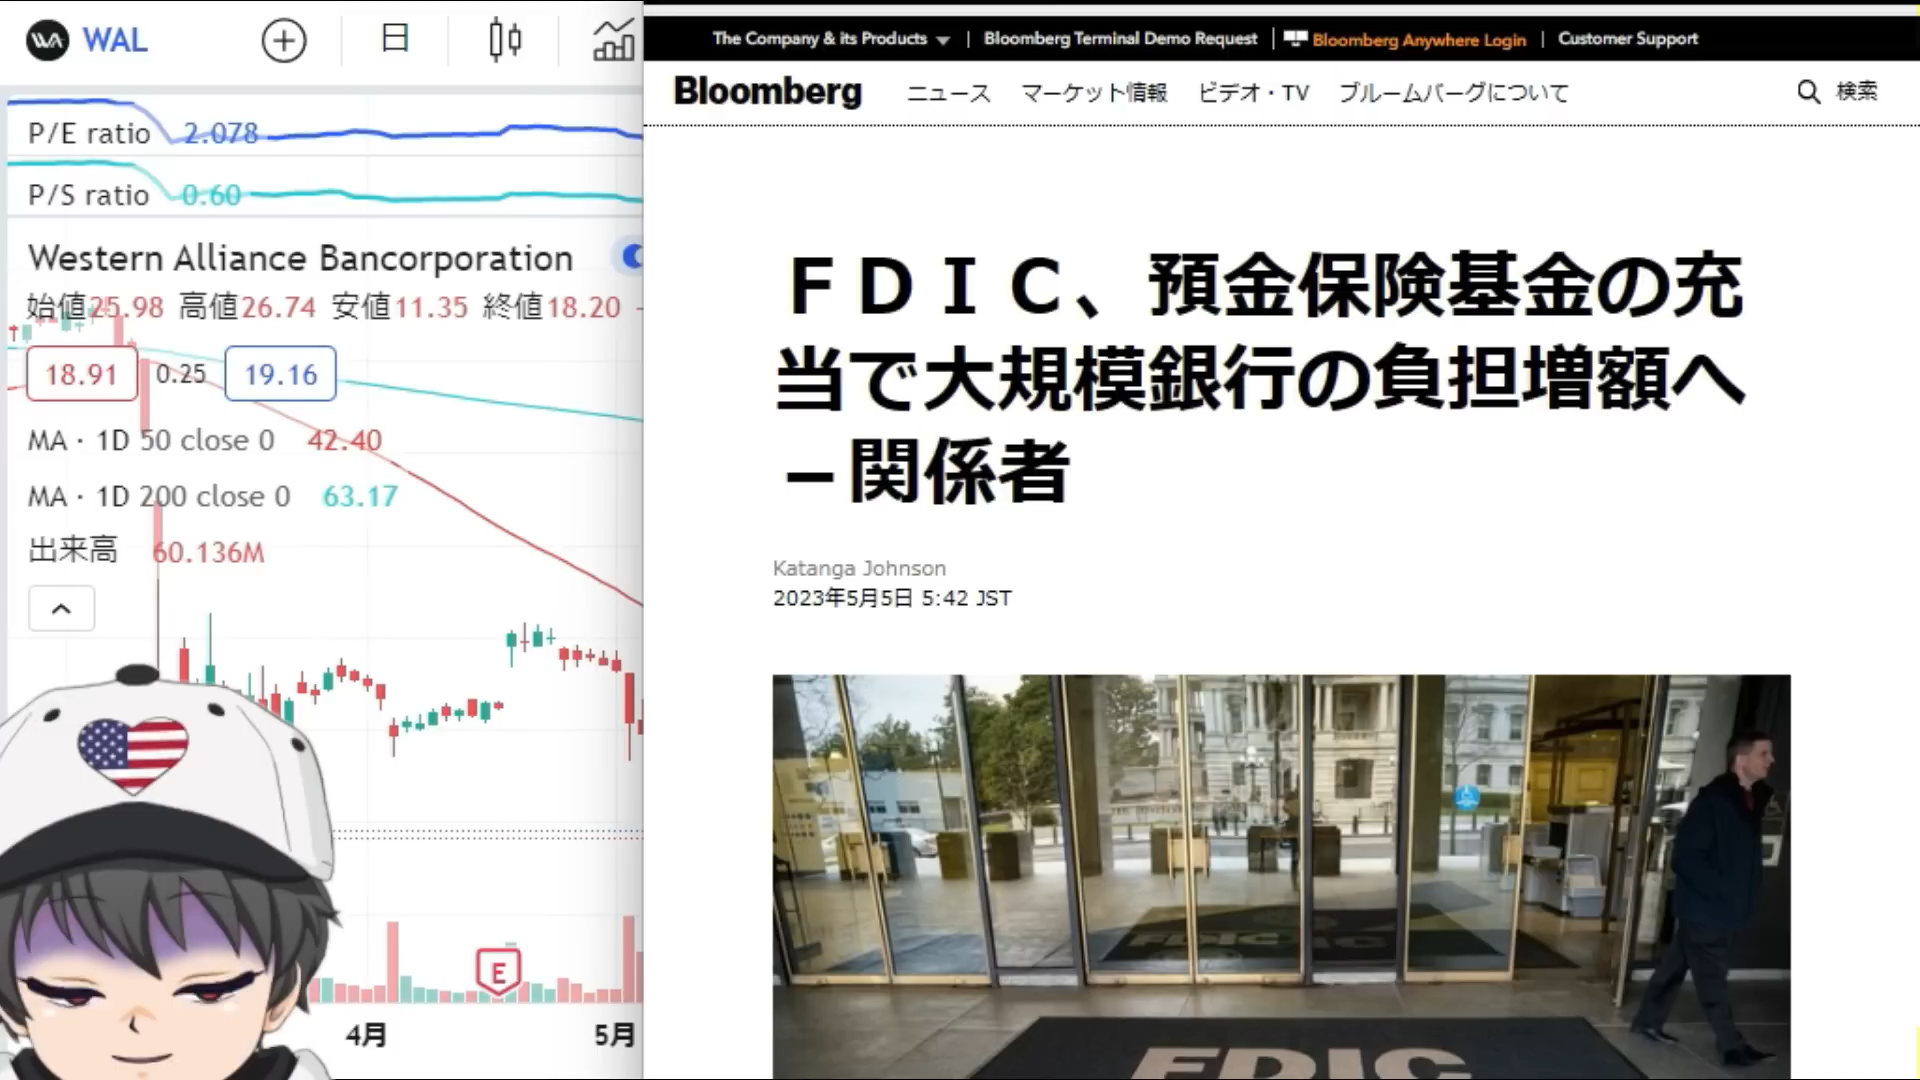 WA WAL 日
P/E ratio 2.078
P/S ratio 0.60
Western Alliance Bancorporation
始値25.98 高値26.74 安値11.35 終値18.20
18.91 0.25 19.16
MA · 1D 50 close 0 42.40
MA · 1D 200 close 0 63.17
出来高 60.136M
E
4月 5月
The Company & its Products | Bloomberg Terminal Demo Request | Bloomberg Anywhere Login | Customer Support
Bloomberg ニュース マーケット情報 ビデオ・TV ブルームバーグについて 検索
ＦＤＩＣ、預金保険基金の充
当で大規模銀行の負担増額へ
－関係者
Katanga Johnson
2023年5月5日 5:42 JST
FDIC